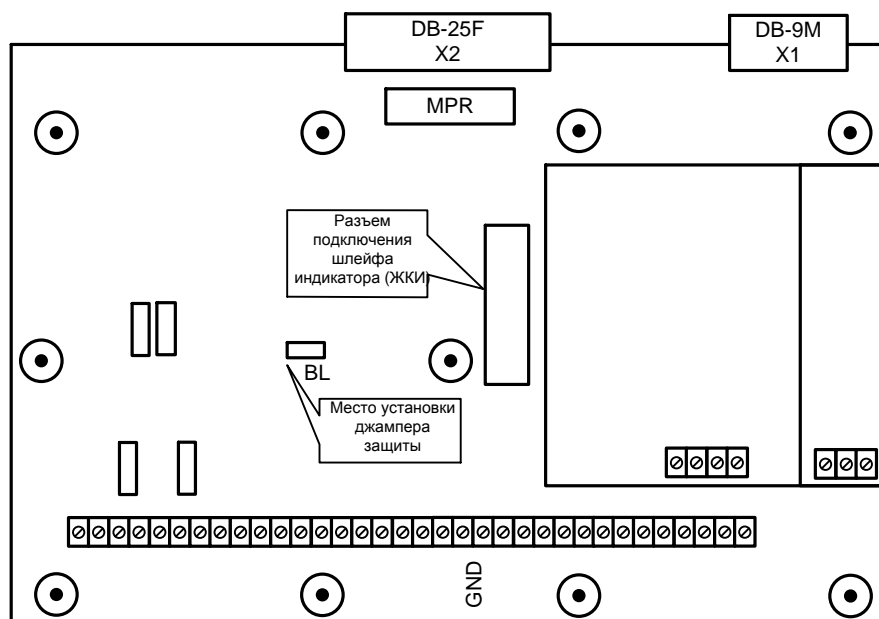 DB-25F
X2
DB-9M
X1
MPR
Разъем
подключения
шлейфа
индикатора (ЖКИ)
BL
Место установки
джампера
защиты
GND